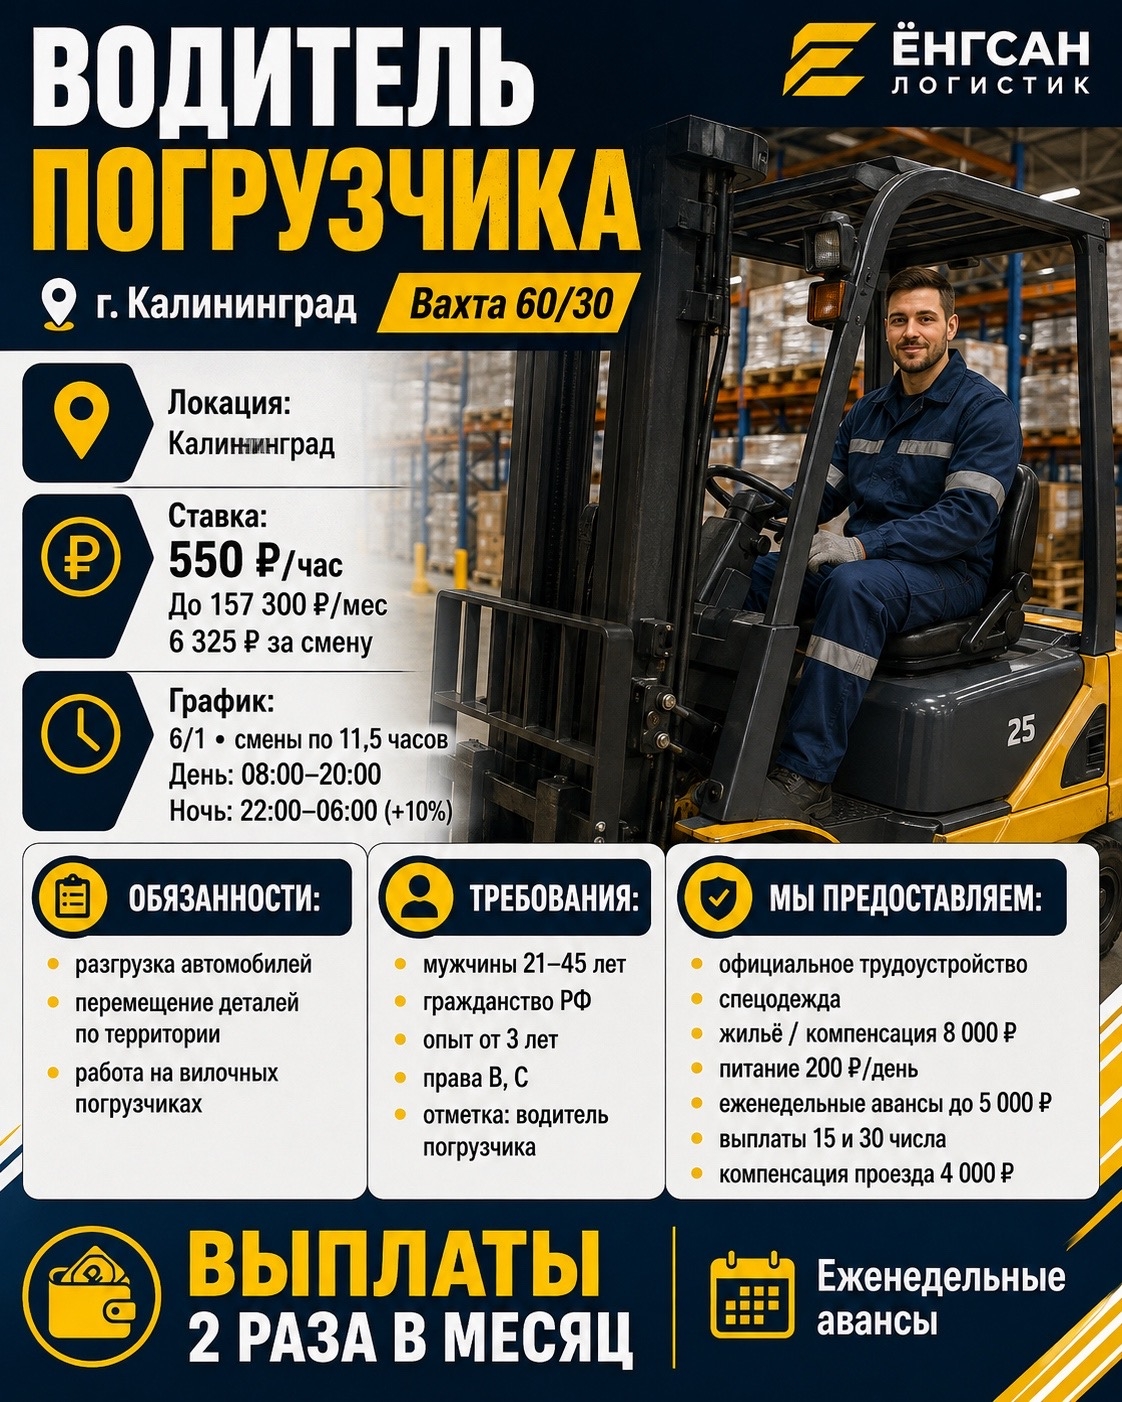 ВОДИТЕЛЬ
ПОГРУЗЧИКА
ЁНГСАН
ЛОГИСТИК
г. Калининград
Вахта 60/30
Локация:
Калининград
Ставка:
550 ₽/час
До 157 300 ₽/мес
6 325 ₽ за смену
График:
6/1 • смены по 11,5 часов
День: 08:00–20:00
Ночь: 22:00–06:00 (+10%)
25
ОБЯЗАННОСТИ:
• разгрузка автомобилей
• перемещение деталей
по территории
• работа на вилочных
погрузчиках
ТРЕБОВАНИЯ:
• мужчины 21–45 лет
• гражданство РФ
• опыт от 3 лет
• права B, C
• отметка: водитель
погрузчика
МЫ ПРЕДОСТАВЛЯЕМ:
• официальное трудоустройство
• спецодежда
• жильё / компенсация 8 000 ₽
• питание 200 ₽/день
• еженедельные авансы до 5 000 ₽
• выплаты 15 и 30 числа
• компенсация проезда 4 000 ₽
ВЫПЛАТЫ
2 РАЗА В МЕСЯЦ
Еженедельные
авансы